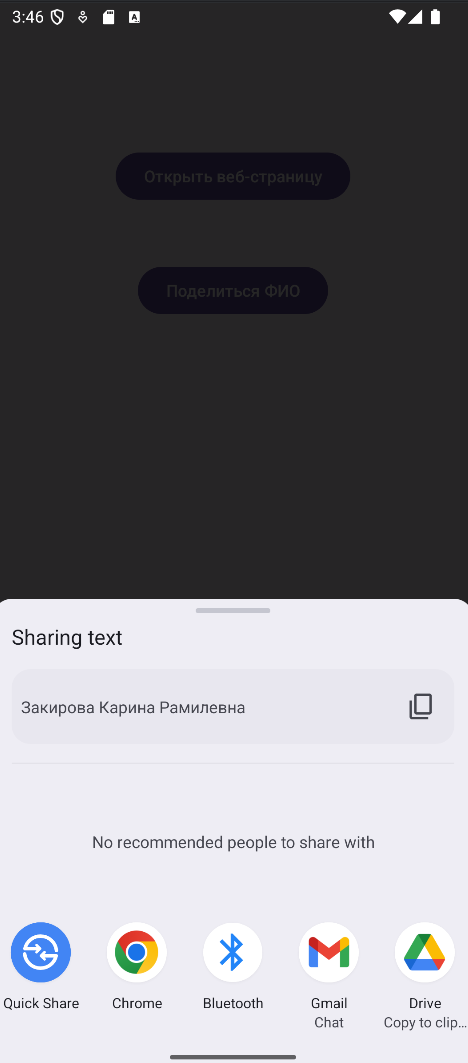 3:46
Открыть веб-страницу
Поделиться ФИО
Sharing text
Закирова Карина Рамилевна
No recommended people to share with
Quick Share Chrome Bluetooth Gmail Drive
Chat Copy to clip...